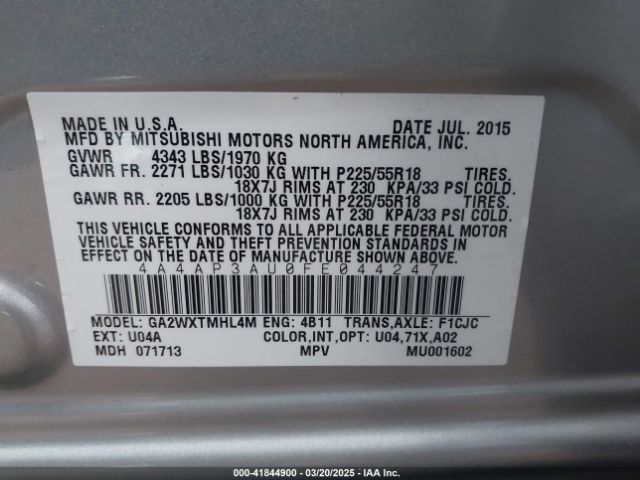 MADE IN U.S.A. DATE JUL. 2015
MFD BY MITSUBISHI MOTORS NORTH AMERICA, INC.
GVWR 4343 LBS/1970 KG
GAWR FR. 2271 LBS/1030 KG WITH P225/55R18 TIRES.
18X7J RIMS AT 230 KPA/33 PSI COLD.
GAWR RR. 2205 LBS/1000 KG WITH P225/55R18 TIRES.
18X7J RIMS AT 230 KPA/33 PSI COLD.
THIS VEHICLE CONFORMS TO ALL APPLICABLE FEDERAL MOTOR
VEHICLE SAFETY AND THEFT PREVENTION STANDARDS IN
EFFECT ON THE DATE OF MANUFACTURE SHOWN ABOVE.
4A4AP3AU0FE044247
MODEL: GA2WXTMHL4M ENG: 4B11 TRANS,AXLE: F1CJC
EXT: U04A COLOR,INT,OPT: U04,71X,A02
MDH 071713 MPV MU001602
000-41844900 - 03/20/2025 - IAA Inc.